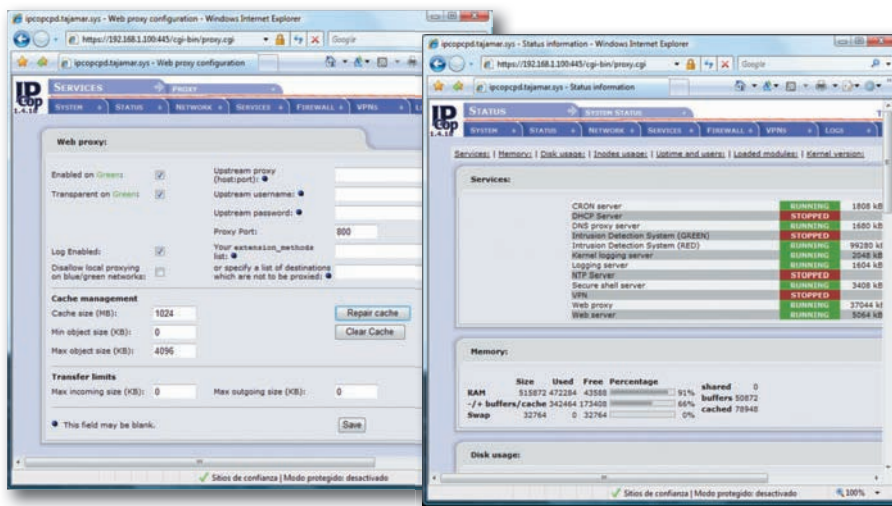 ipcopcpd.tajamar.sys - Web proxy configuration - Windows Internet Explorer
https://192.168.1.100:445/cgi-bin/proxy.cgi
Google
ipcopcpd.tajamar.sys - Web proxy configuration
IPCop
1.4.18
SERVICES
PROXY
SYSTEM
STATUS
NETWORK
SERVICES
FIREWALL
VPNS
Web proxy:
Enabled on Green:
Upstream proxy (host:port):
Transparent on Green:
Upstream username:
Upstream password:
Proxy Port: 800
Log Enabled:
Your extension_methods list:
Disallow local proxying on blue/green networks:
or specify a list of destinations which are not to be proxied:
Cache management
Cache size (MB): 1024
Repair cache
Min object size (KB): 0
Clear Cache
Max object size (KB): 4096
Transfer limits
Max incoming size (KB): 0
Max outgoing size (KB): 0
This field may be blank.
Save
Sitios de confianza | Modo protegido: desactivado
ipcopcpd.tajamar.sys - Status information - Windows Internet Explorer
https://192.168.1.100:445/cgi-bin/proxy.cgi
Google
ipcopcpd.tajamar.sys - Status information
IPCop
STATUS
SYSTEM STATUS
SYSTEM
STATUS
NETWORK
SERVICES
FIREWALL
VPNS
LOGS
Services: | Memory: | Disk usage: | Inodes usage: | Uptime and users: | Loaded modules: | Kernel version:
Services:
CRON server RUNNING 1808 kB
DHCP Server STOPPED
DNS proxy server RUNNING 1680 kB
Intrusion Detection System (GREEN) STOPPED
Intrusion Detection System (RED) RUNNING 99280 kB
Kernel logging server RUNNING 2048 kB
Logging server RUNNING 1604 kB
NTP Server STOPPED
Secure shell server RUNNING 3408 kB
VPN STOPPED
Web proxy RUNNING 37044 kB
Web server RUNNING 5064 kB
Memory:
Size Used Free Percentage
RAM 515872 472284 43588 91%
-/+ buffers/cache 342464 173408 66%
Swap 32764 0 32764 0%
shared 0
buffers 50872
cached 78948
Disk usage:
Sitios de confianza | Modo protegido: desactivado
100%